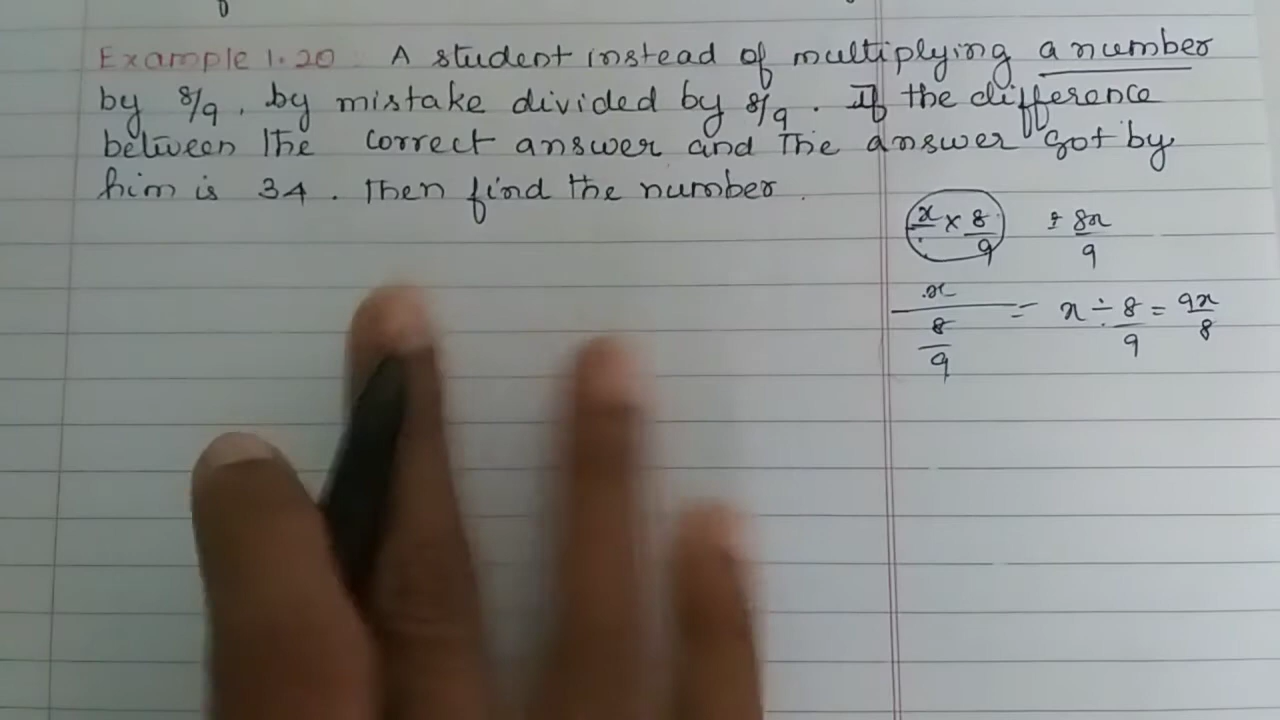 Example 1.20 A student instead of multiplying a number
by 8/9, by mistake divided by 8/9. If the difference
between the correct answer and the answer got by
him is 34. Then find the number.
x/. × 8/9 = 8x/9
x/(8/9) = x ÷ 8/9 = 9x/8